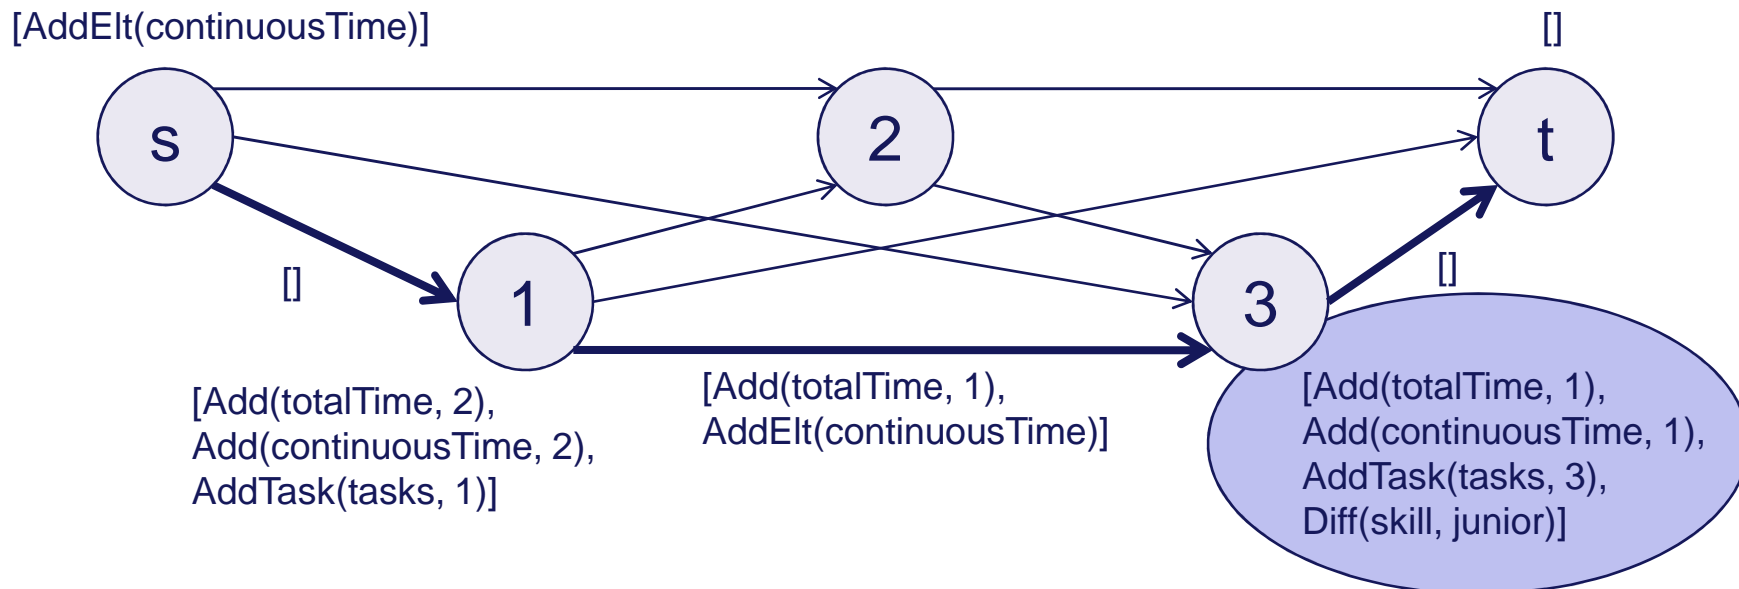 [AddElt(continuousTime)]
[]
s
2
t
[]
1
3
[]
[Add(totalTime, 2),
Add(continuousTime, 2),
AddTask(tasks, 1)]
[Add(totalTime, 1),
AddElt(continuousTime)]
[Add(totalTime, 1),
Add(continuousTime, 1),
AddTask(tasks, 3),
Diff(skill, junior)]